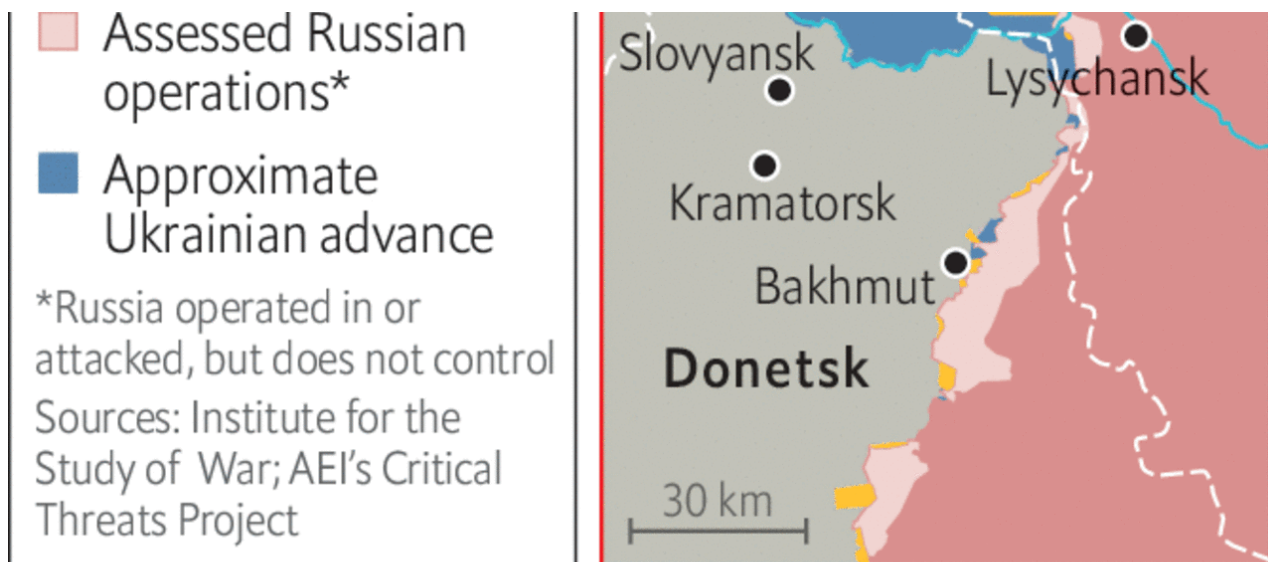 Assessed Russian
operations*
Approximate
Ukrainian advance
*Russia operated in or
attacked, but does not control
Sources: Institute for the
Study of War; AEI’s Critical
Threats Project
Slovyansk
Lysychansk
Kramatorsk
Bakhmut
Donetsk
30 km